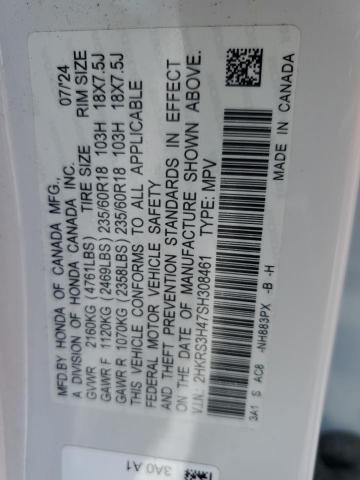 MFD.BY HONDA OF CANADA MFG., 07/24
A DIVISION OF HONDA CANADA INC.
TIRE SIZE RIM SIZE
GVWR 2160KG (4761LBS)
GAWR F 1120KG (2469LBS) 235/60R18 103H 18X7.5J
GAWR R 1070KG (2358LBS) 235/60R18 103H 18X7.5J
THIS VEHICLE CONFORMS TO ALL APPLICABLE
FEDERAL MOTOR VEHICLE SAFETY
AND THEFT PREVENTION STANDARDS IN EFFECT
ON THE DATE OF MANUFACTURE SHOWN ABOVE.
V.I.N.: 2HKRS3H47SH308461 TYPE: MPV
3A1 S AC8 -NH883PX -B -H
MADE IN CANADA
3A0 A1